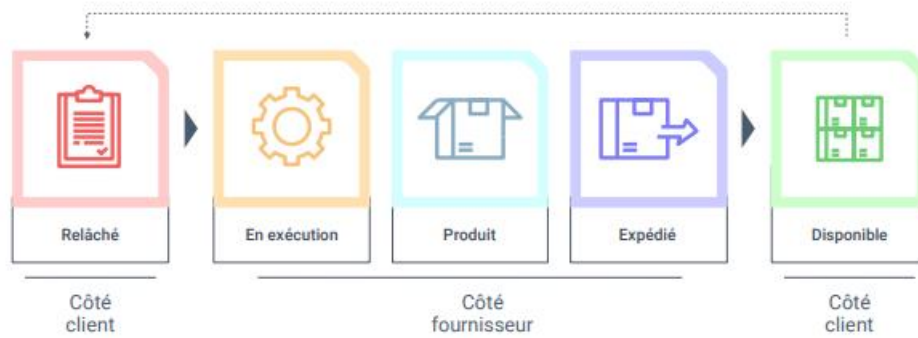 Relâché
En exécution
Produit
Expédié
Disponible
Côté
client
Côté
fournisseur
Côté
client